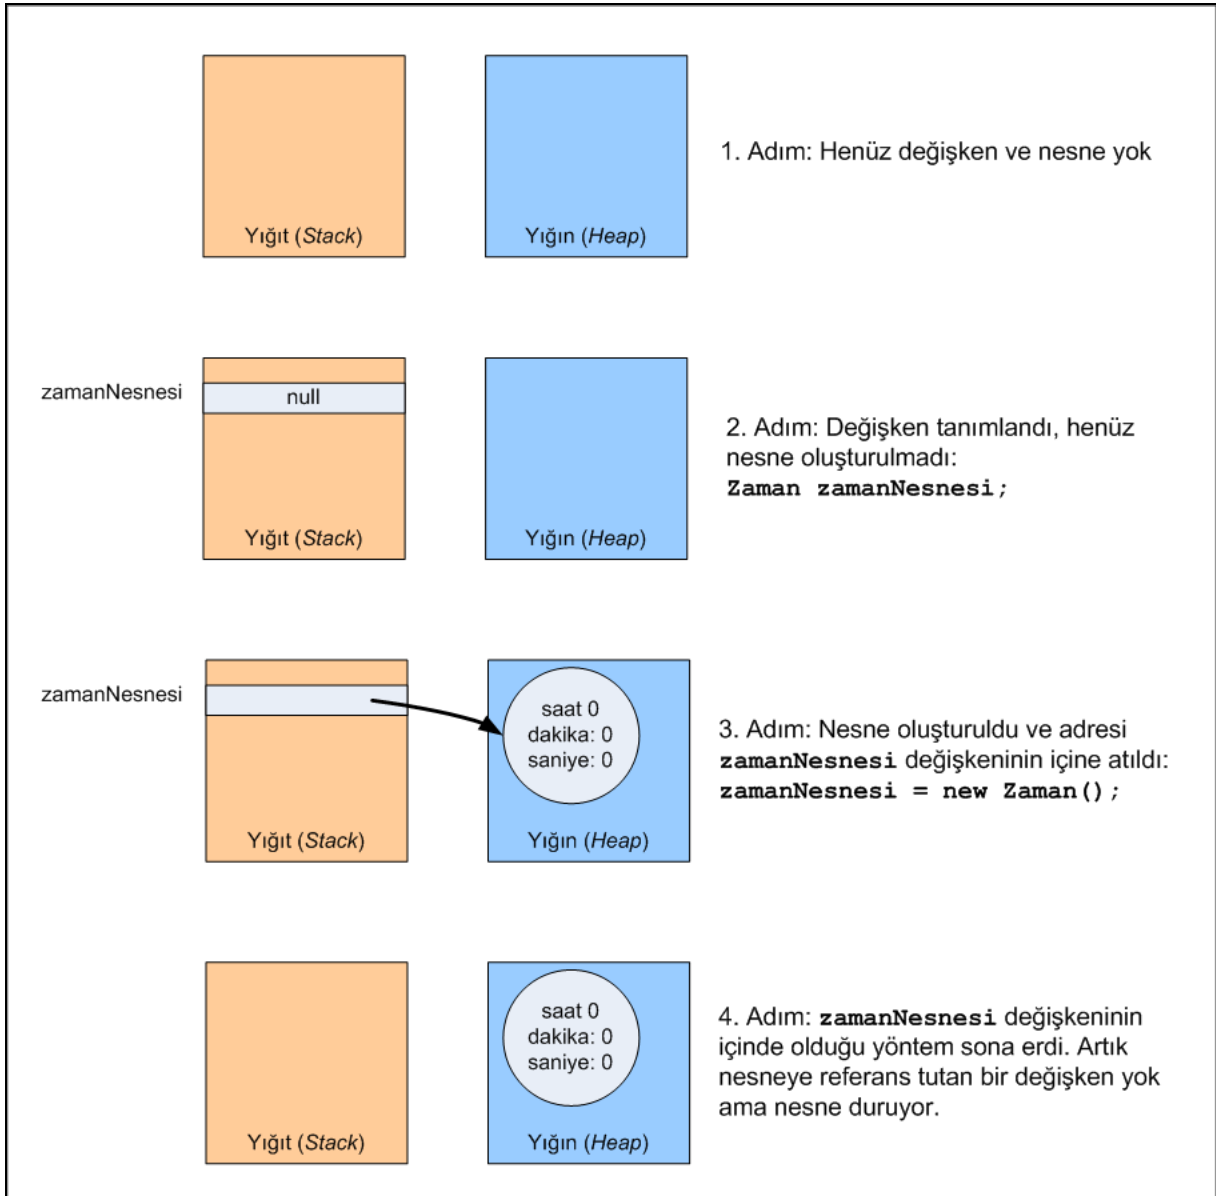 1. Adım: Henüz değişken ve nesne yok
Yığıt (Stack)
Yığın (Heap)
zamanNesnesi
null
2. Adım: Değişken tanımlandı, henüz
nesne oluşturulmadı:
Zaman zamanNesnesi;
Yığıt (Stack)
Yığın (Heap)
zamanNesnesi
saat 0
dakika: 0
saniye: 0
3. Adım: Nesne oluşturuldu ve adresi
zamanNesnesi değişkeninin içine atıldı:
zamanNesnesi = new Zaman();
Yığıt (Stack)
Yığın (Heap)
saat 0
dakika: 0
saniye: 0
4. Adım: zamanNesnesi değişkeninin
içinde olduğu yöntem sona erdi. Artık
nesneye referans tutan bir değişken yok
ama nesne duruyor.
Yığıt (Stack)
Yığın (Heap)